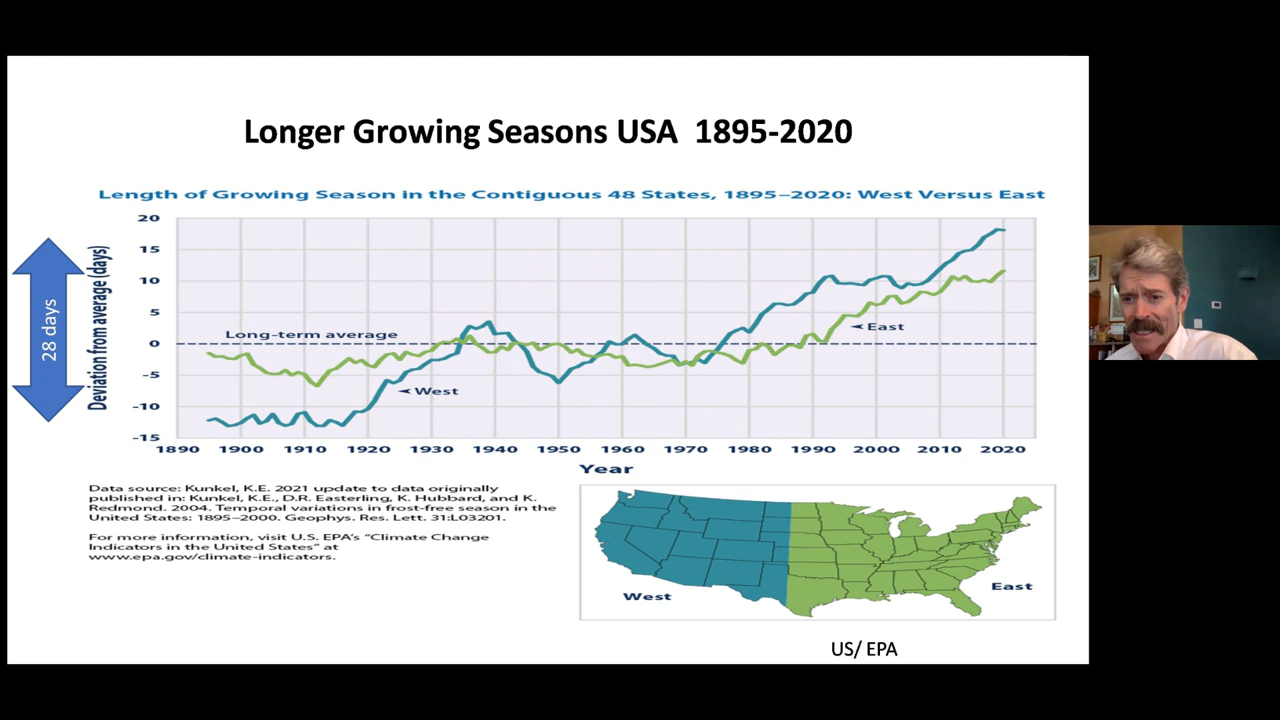 Longer Growing Seasons USA 1895-2020
Length of Growing Season in the Contiguous 48 States, 1895–2020: West Versus East
28 days
Deviation from average (days)
20
15
10
5
0
-5
-10
-15
Long-term average
East
West
1890 1900 1910 1920 1930 1940 1950 1960 1970 1980 1990 2000 2010 2020
Year
Data source: Kunkel, K.E. 2021 update to data originally
published in: Kunkel, K.E., D.R. Easterling, K. Hubbard, and K.
Redmond. 2004. Temporal variations in frost-free season in the
United States: 1895–2000. Geophys. Res. Lett. 31:L03201.
For more information, visit U.S. EPA's "Climate Change
Indicators in the United States" at
www.epa.gov/climate-indicators.
West
East
US/ EPA